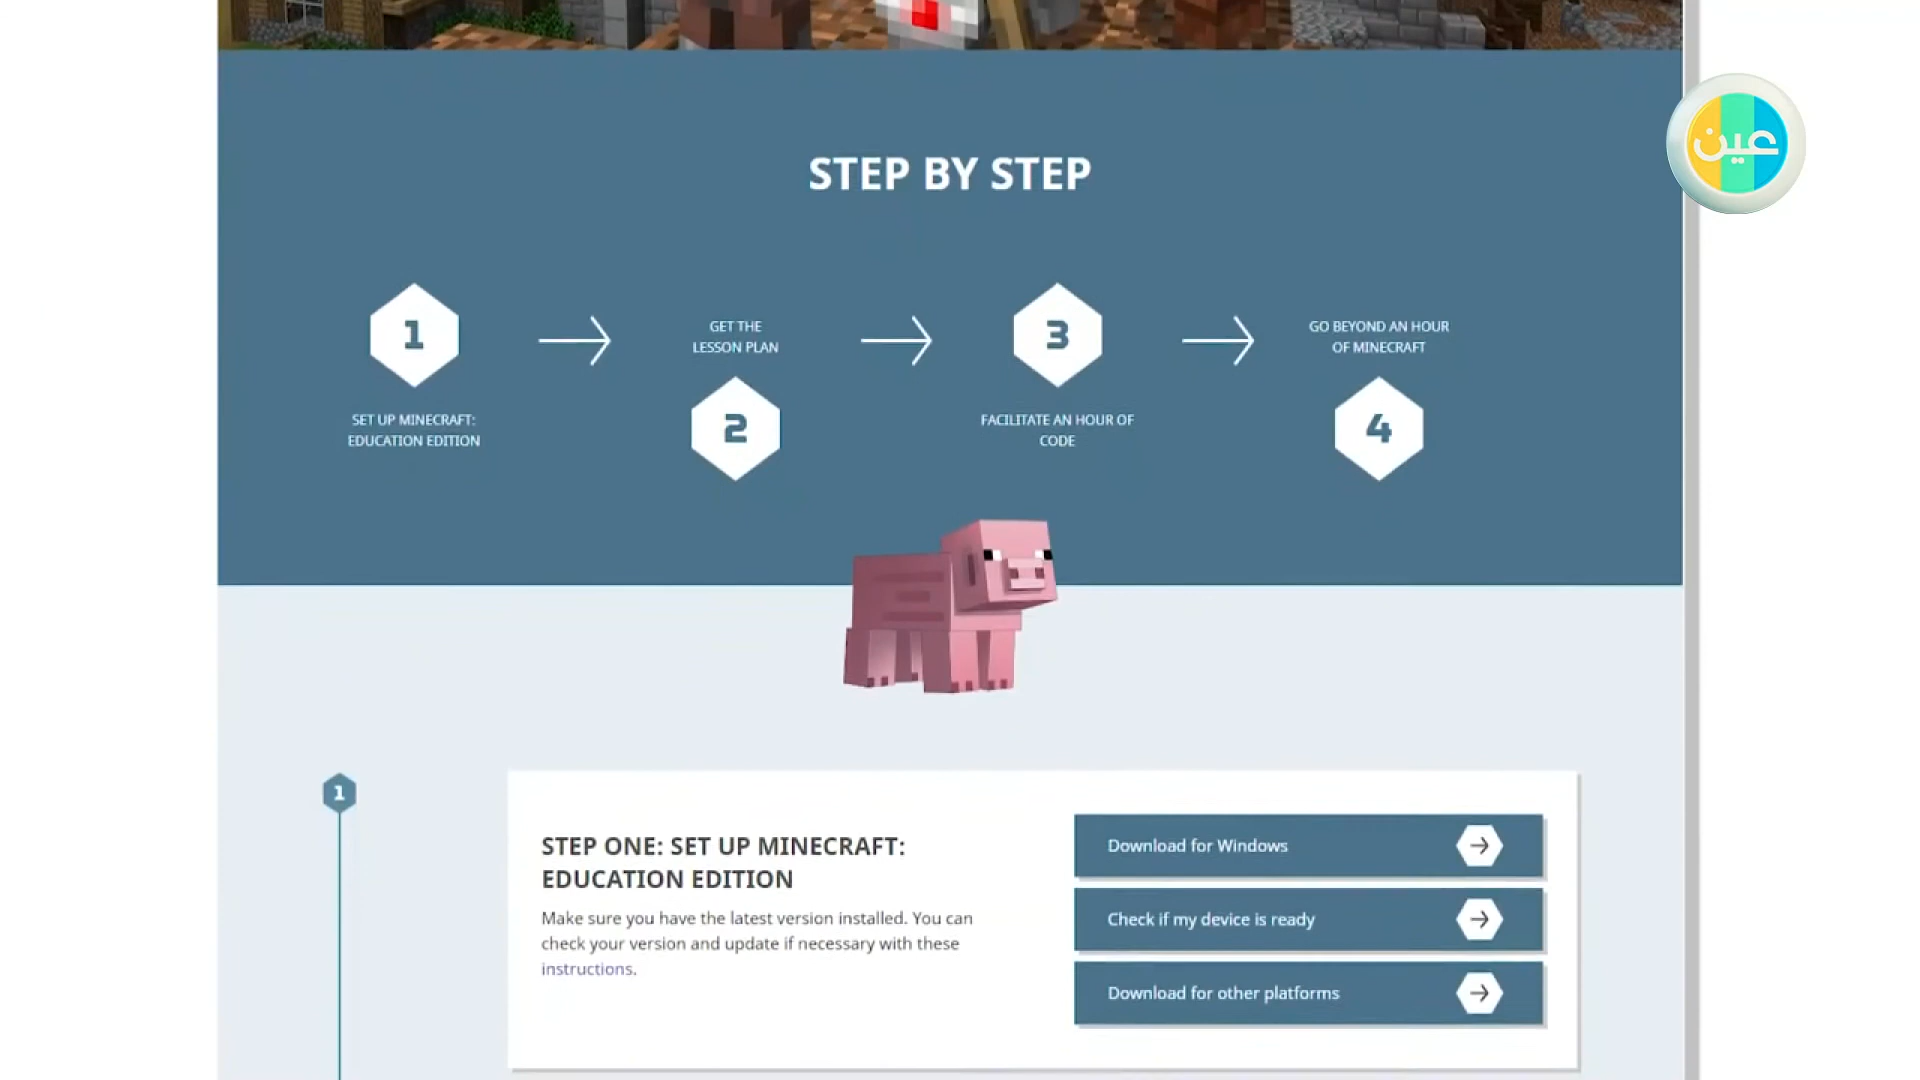 عين
STEP BY STEP
1
SET UP MINECRAFT:
EDUCATION EDITION
GET THE
LESSON PLAN
2
3
FACILITATE AN HOUR OF
CODE
GO BEYOND AN HOUR
OF MINECRAFT
4
1
STEP ONE: SET UP MINECRAFT:
EDUCATION EDITION
Make sure you have the latest version installed. You can
check your version and update if necessary with these
instructions.
Download for Windows
Check if my device is ready
Download for other platforms